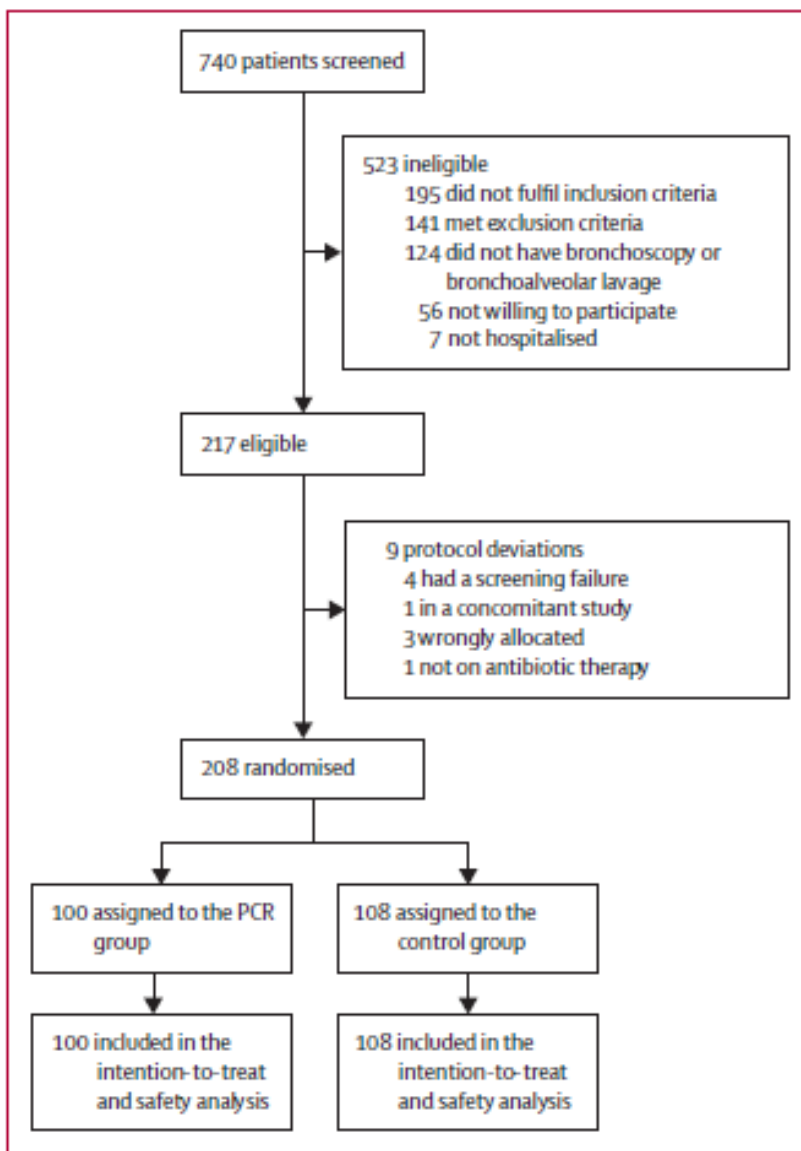 740 patients screened
523 ineligible
195 did not fulfil inclusion criteria
141 met exclusion criteria
124 did not have bronchoscopy or
bronchoalveolar lavage
56 not willing to participate
7 not hospitalised
217 eligible
9 protocol deviations
4 had a screening failure
1 in a concomitant study
3 wrongly allocated
1 not on antibiotic therapy
208 randomised
100 assigned to the PCR
group
108 assigned to the
control group
100 included in the
intention-to-treat
and safety analysis
108 included in the
intention-to-treat
and safety analysis